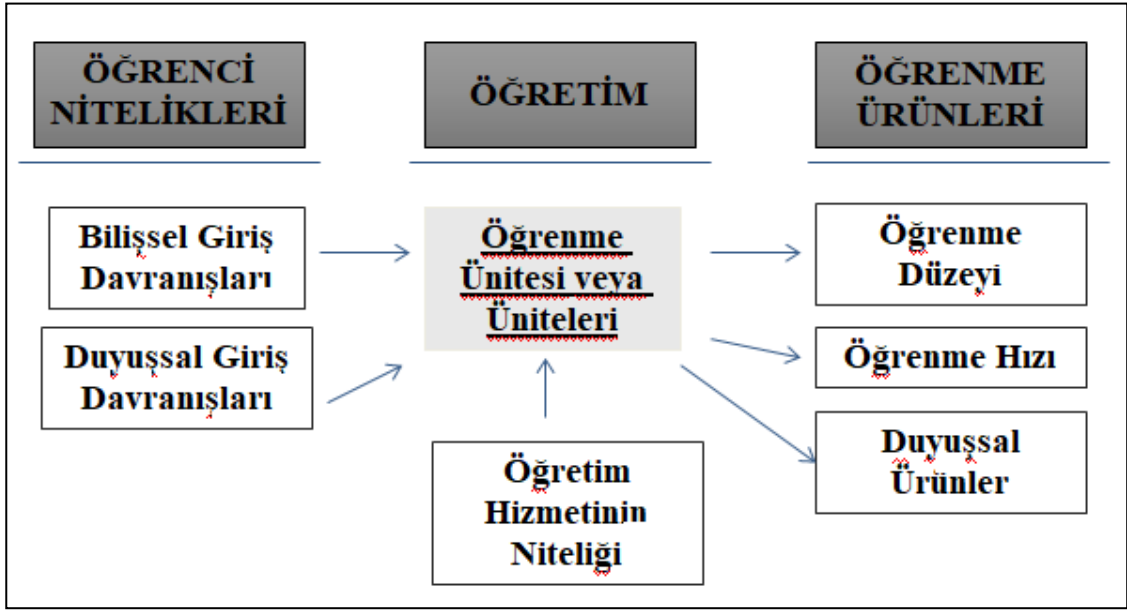 ÖĞRENCİ
NİTELİKLERİ
Bilişsel Giriş
Davranışları
Duyuşsal Giriş
Davranışları
ÖĞRETİM
Öğrenme
Ünitesi veya
Üniteleri
Öğretim
Hizmetinin
Niteliği
ÖĞRENME
ÜRÜNLERİ
Öğrenme
Düzeyi
Öğrenme Hızı
Duyuşsal
Ürünler